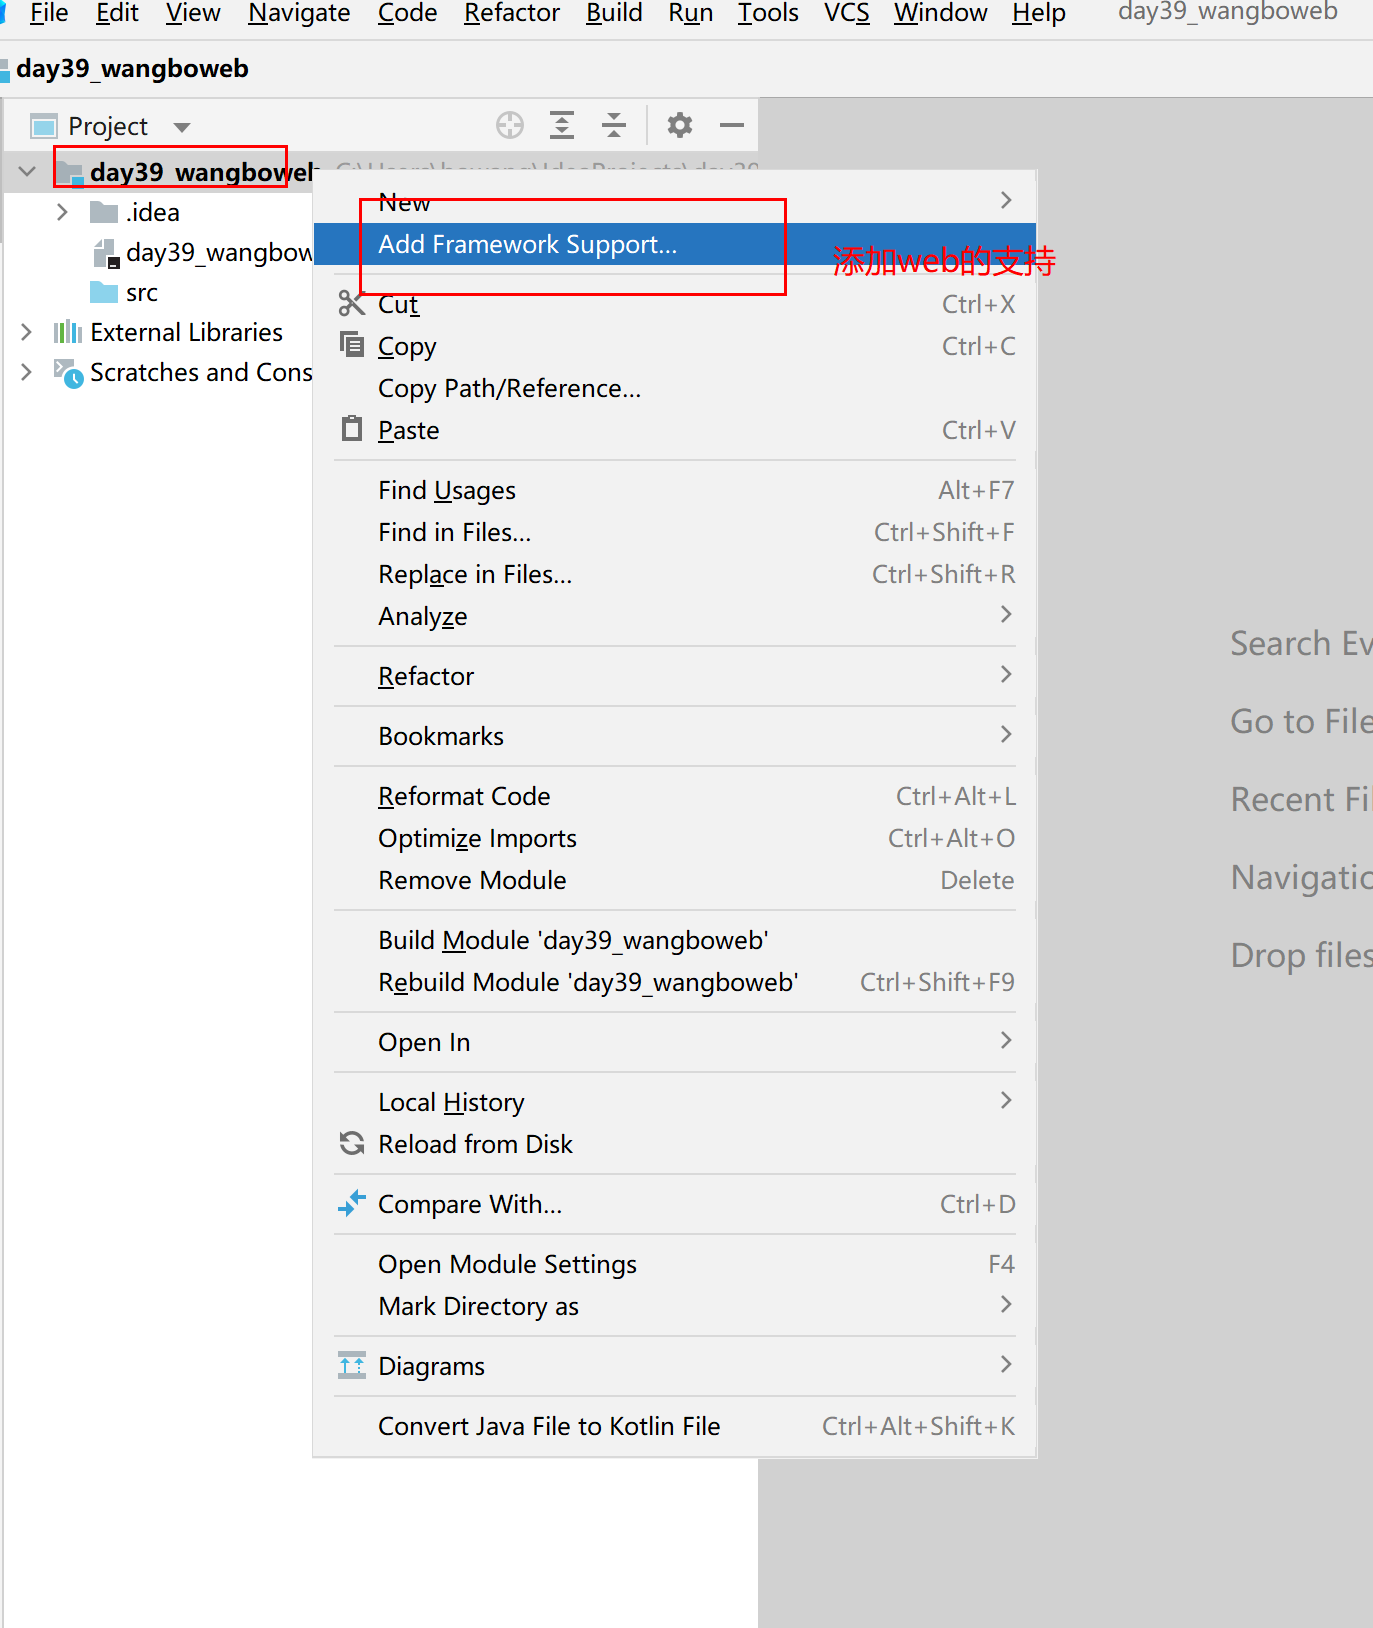 File Edit View Navigate Code Refactor Build Run Tools VCS Window Help day39_wangboweb
day39_wangboweb
Project
day39_wangboweb
New
.idea
Add Framework Support...
添加web的支持
day39_wangbow
src
Cut Ctrl+X
External Libraries
Copy Ctrl+C
Scratches and Cons
Copy Path/Reference...
Paste Ctrl+V
Find Usages Alt+F7
Find in Files... Ctrl+Shift+F
Replace in Files... Ctrl+Shift+R
Analyze
Refactor
Bookmarks
Reformat Code Ctrl+Alt+L
Optimize Imports Ctrl+Alt+O
Remove Module Delete
Build Module 'day39_wangboweb'
Rebuild Module 'day39_wangboweb' Ctrl+Shift+F9
Open In
Local History
Reload from Disk
Compare With... Ctrl+D
Open Module Settings F4
Mark Directory as
Diagrams
Convert Java File to Kotlin File Ctrl+Alt+Shift+K
Search Ev
Go to File
Recent Fi
Navigatio
Drop files